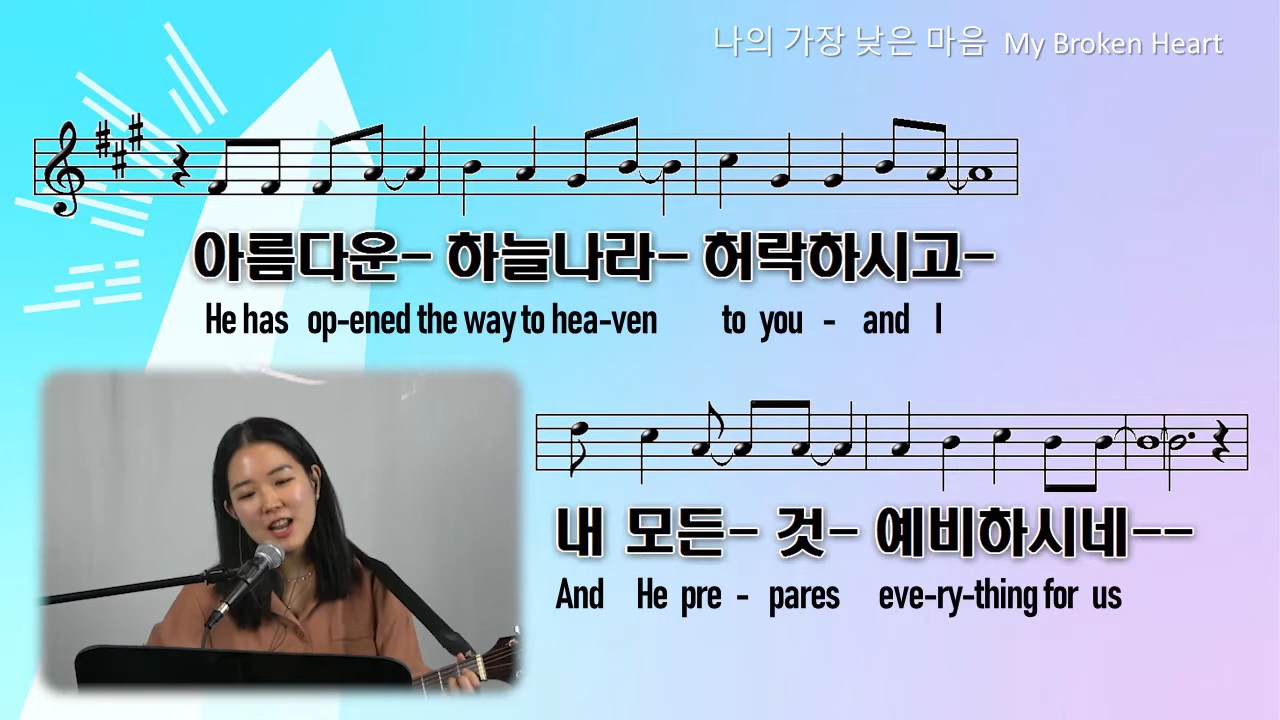 나의 가장 낮은 마음 My Broken Heart
아름다운- 하늘나라- 허락하시고-
He has op-ened the way to hea-ven to you - and I
내 모든- 것- 예비하시네--
And He pre - pares eve-ry-thing for us